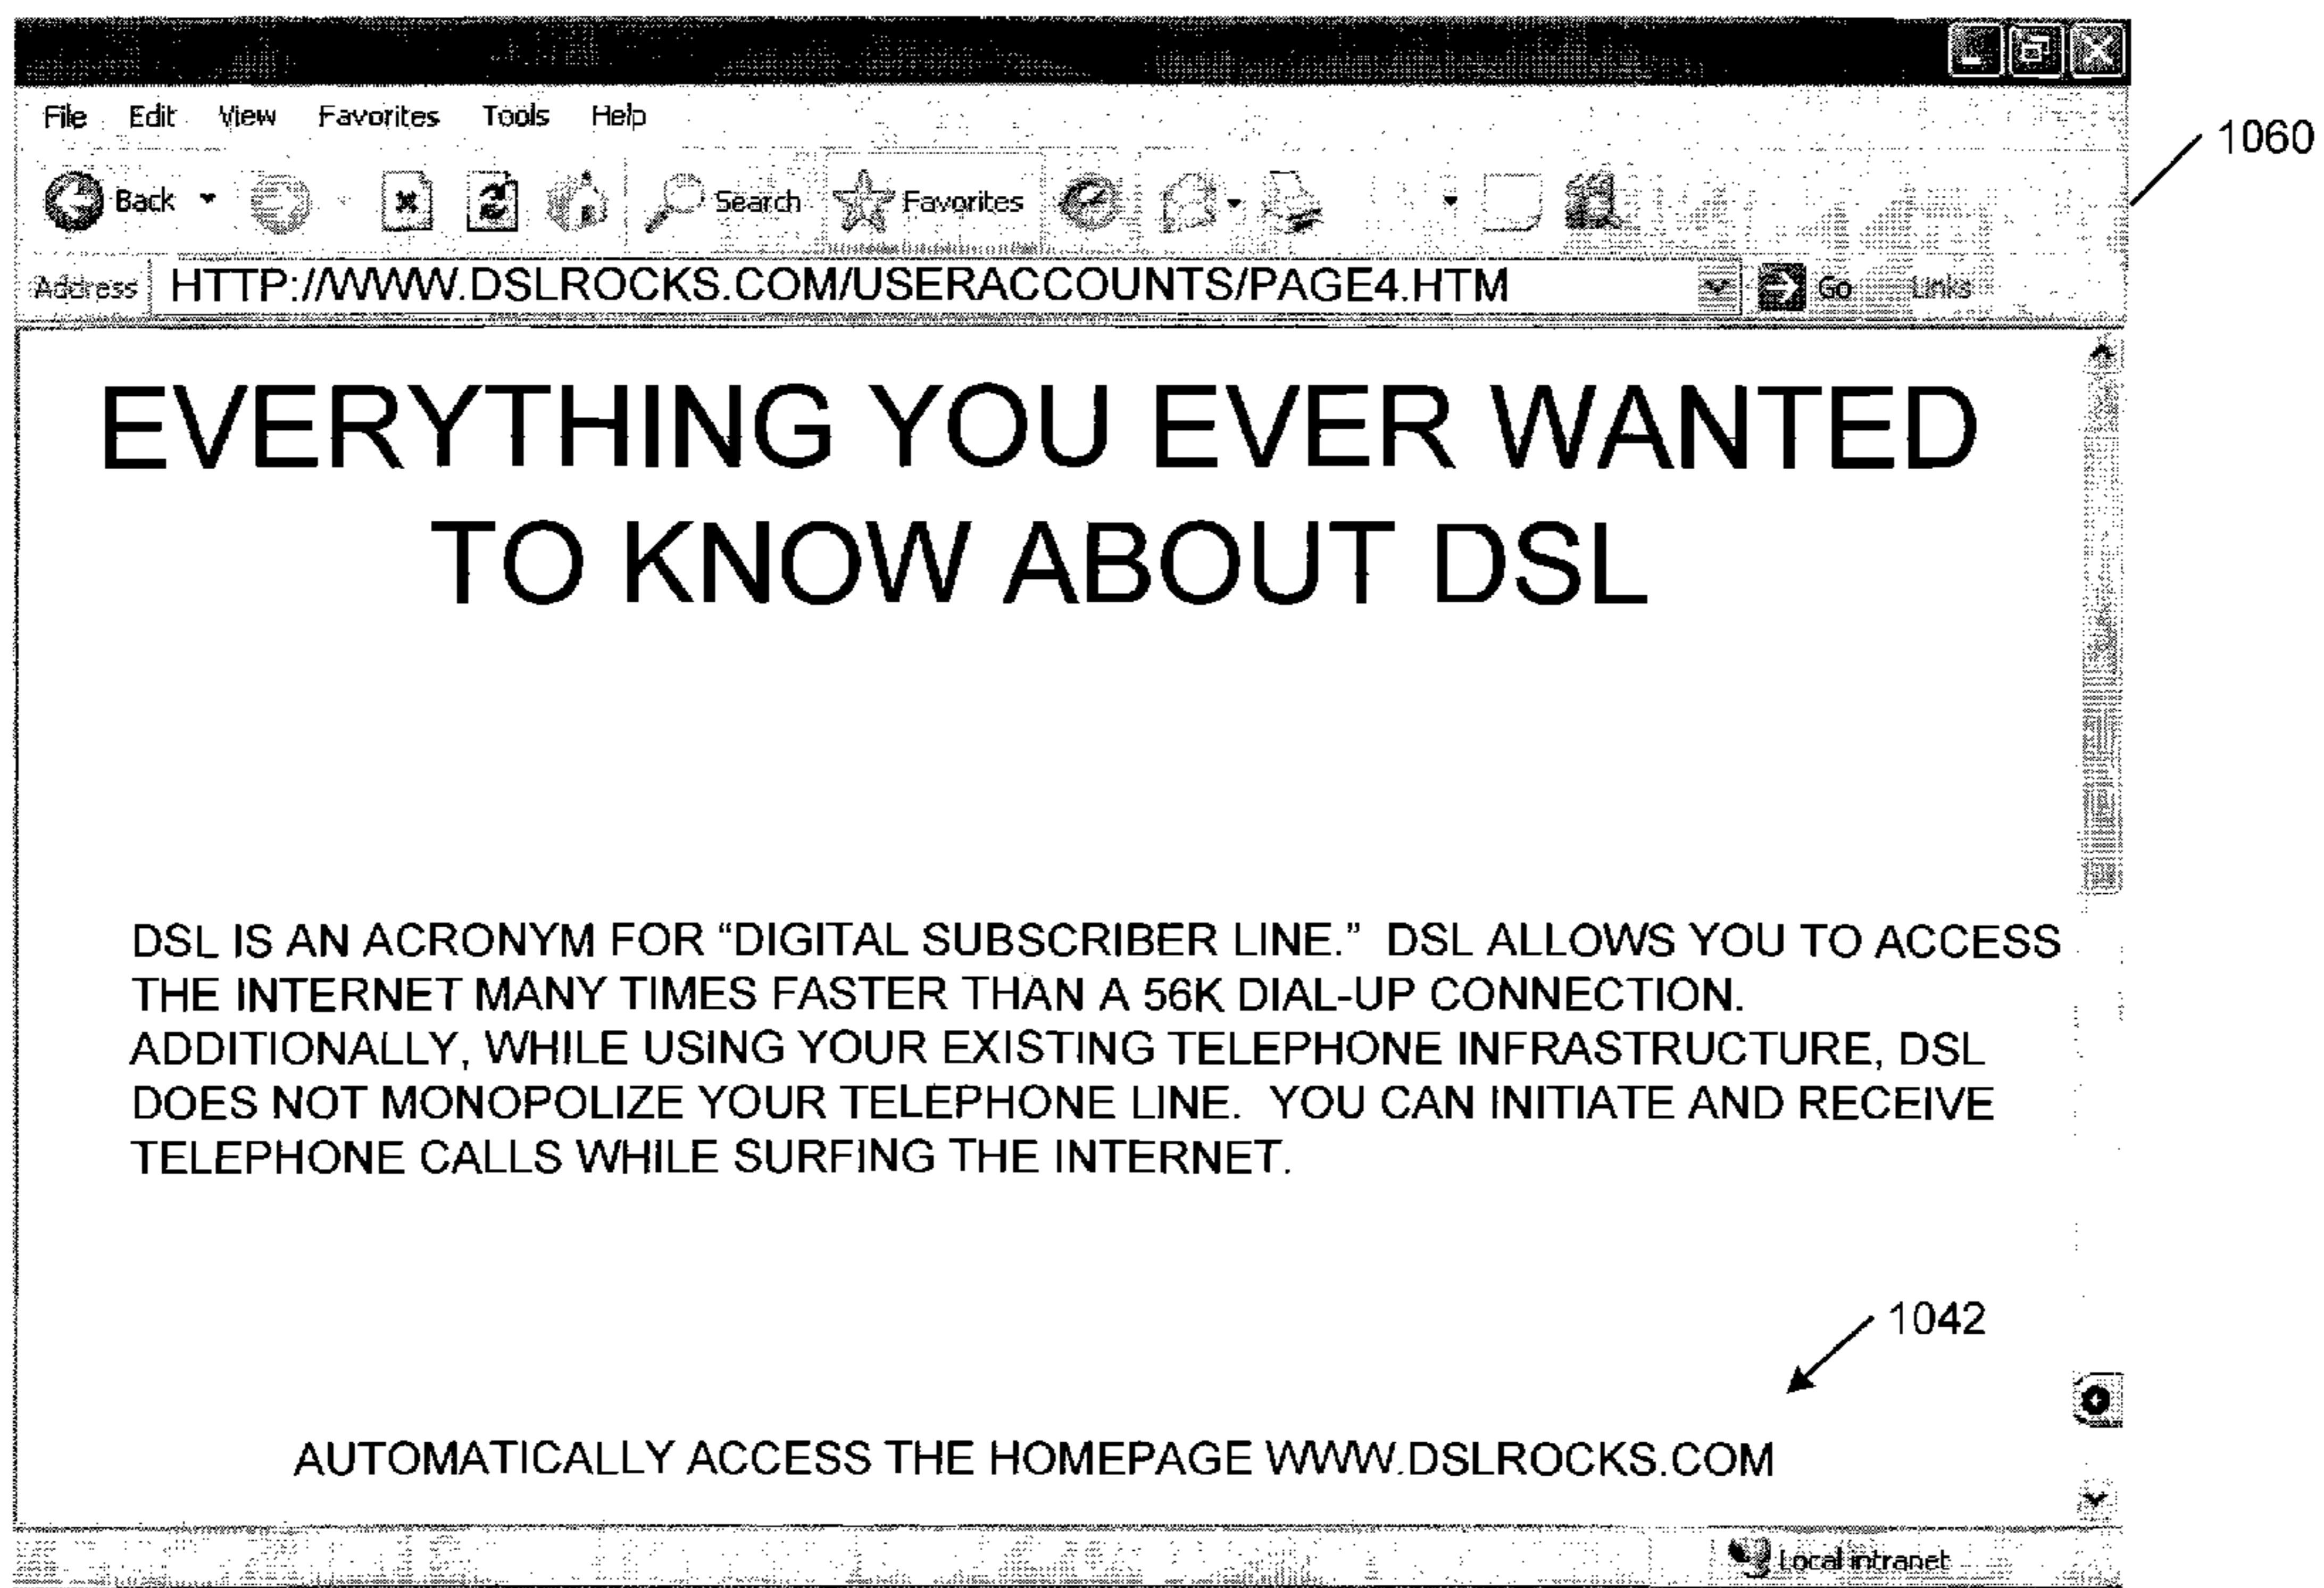 File Edit View Favorites Tools Help
1060
Back Search Favorites
Address HTTP://WWW.DSLROCKS.COM/USERACCOUNTS/PAGE4.HTM Go Links
EVERYTHING YOU EVER WANTED
TO KNOW ABOUT DSL
DSL IS AN ACRONYM FOR “DIGITAL SUBSCRIBER LINE.” DSL ALLOWS YOU TO ACCESS
THE INTERNET MANY TIMES FASTER THAN A 56K DIAL-UP CONNECTION.
ADDITIONALLY, WHILE USING YOUR EXISTING TELEPHONE INFRASTRUCTURE, DSL
DOES NOT MONOPOLIZE YOUR TELEPHONE LINE. YOU CAN INITIATE AND RECEIVE
TELEPHONE CALLS WHILE SURFING THE INTERNET.
1042
AUTOMATICALLY ACCESS THE HOMEPAGE WWW.DSLROCKS.COM
Local intranet